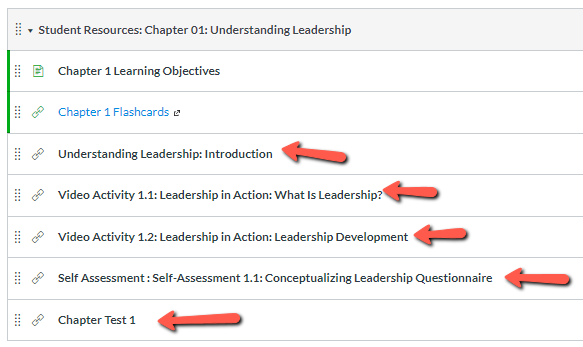 Student Resources: Chapter 01: Understanding Leadership
Chapter 1 Learning Objectives
Chapter 1 Flashcards
Understanding Leadership: Introduction
Video Activity 1.1: Leadership in Action: What Is Leadership?
Video Activity 1.2: Leadership in Action: Leadership Development
Self Assessment : Self-Assessment 1.1: Conceptualizing Leadership Questionnaire
Chapter Test 1